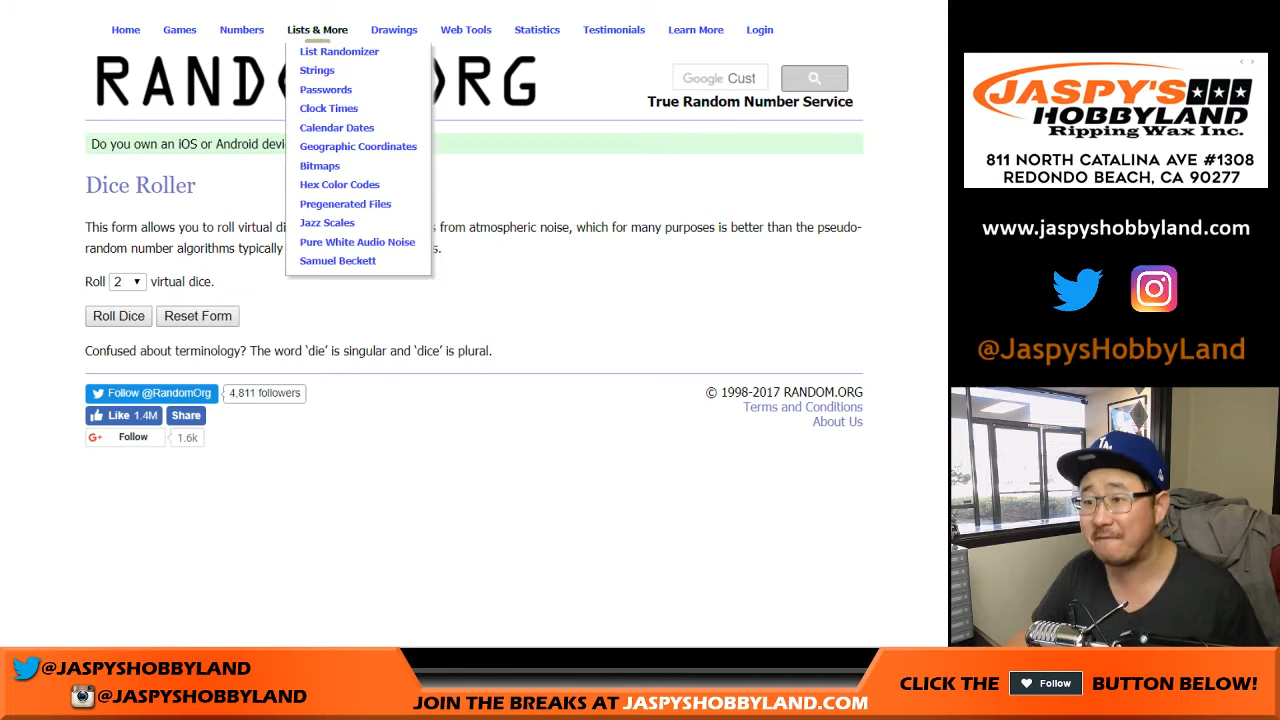 Home Games Numbers Lists & More Drawings Web Tools Statistics Testimonials Learn More Login
List Randomizer
Strings
Passwords
Clock Times
Calendar Dates
Geographic Coordinates
Bitmaps
Hex Color Codes
Pregenerated Files
Jazz Scales
Pure White Audio Noise
Samuel Beckett
RAND ORG
Google Cust
True Random Number Service
Do you own an iOS or Android devi
Dice Roller
This form allows you to roll virtual di s from atmospheric noise, which for many purposes is better than the pseudo-
random number algorithms typically s.
Roll 2 virtual dice.
Roll Dice Reset Form
Confused about terminology? The word ‘die’ is singular and ‘dice’ is plural.
Follow @RandomOrg 4,811 followers
Like 1.4M Share
G+ Follow 1.6k
© 1998-2017 RANDOM.ORG
Terms and Conditions
About Us
JASPY'S
HOBBYLAND
Ripping Wax Inc.
811 NORTH CATALINA AVE #1308
REDONDO BEACH, CA 90277
www.jaspyshobbyland.com
@JaspysHobbyLand
LA
@JASPYSHOBBYLAND
@JASPYSHOBBYLAND
JOIN THE BREAKS AT JASPYSHOBBYLAND.COM
CLICK THE Follow BUTTON BELOW!